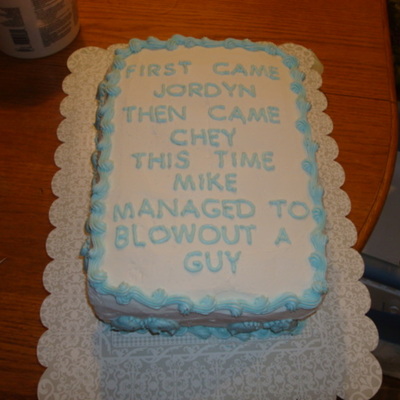 FIRST CAME
JORDYN
THEN CAME
CHEY
THIS TIME
MIKE
MANAGED TO
BLOWOUT A
GUY